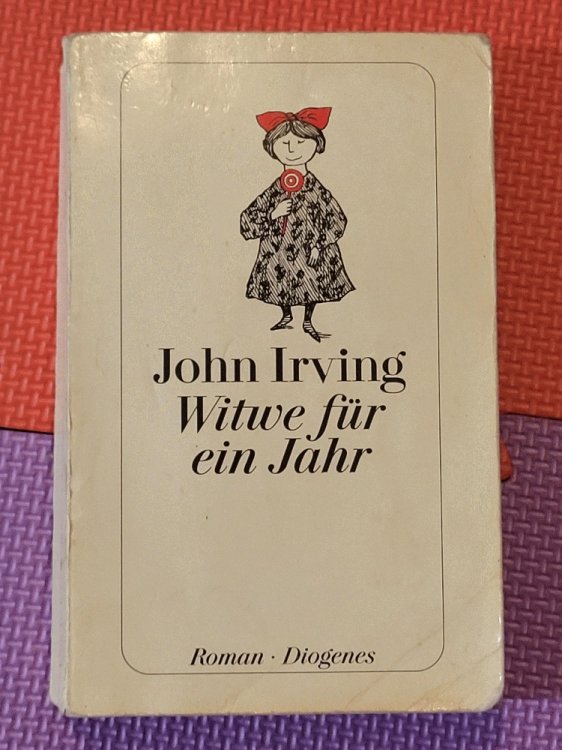 John Irving
Witwe für
ein Jahr
Roman · Diogenes